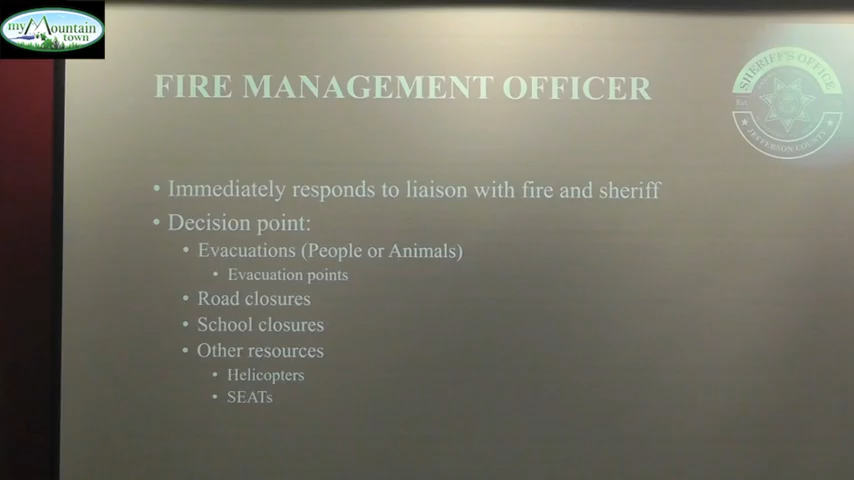 my Mountain
town
FIRE MANAGEMENT OFFICER
SHERIFF'S OFFICE
Est.
JEFFERSON COUNTY
• Immediately responds to liaison with fire and sheriff
• Decision point:
• Evacuations (People or Animals)
• Evacuation points
• Road closures
• School closures
• Other resources
• Helicopters
• SEATs